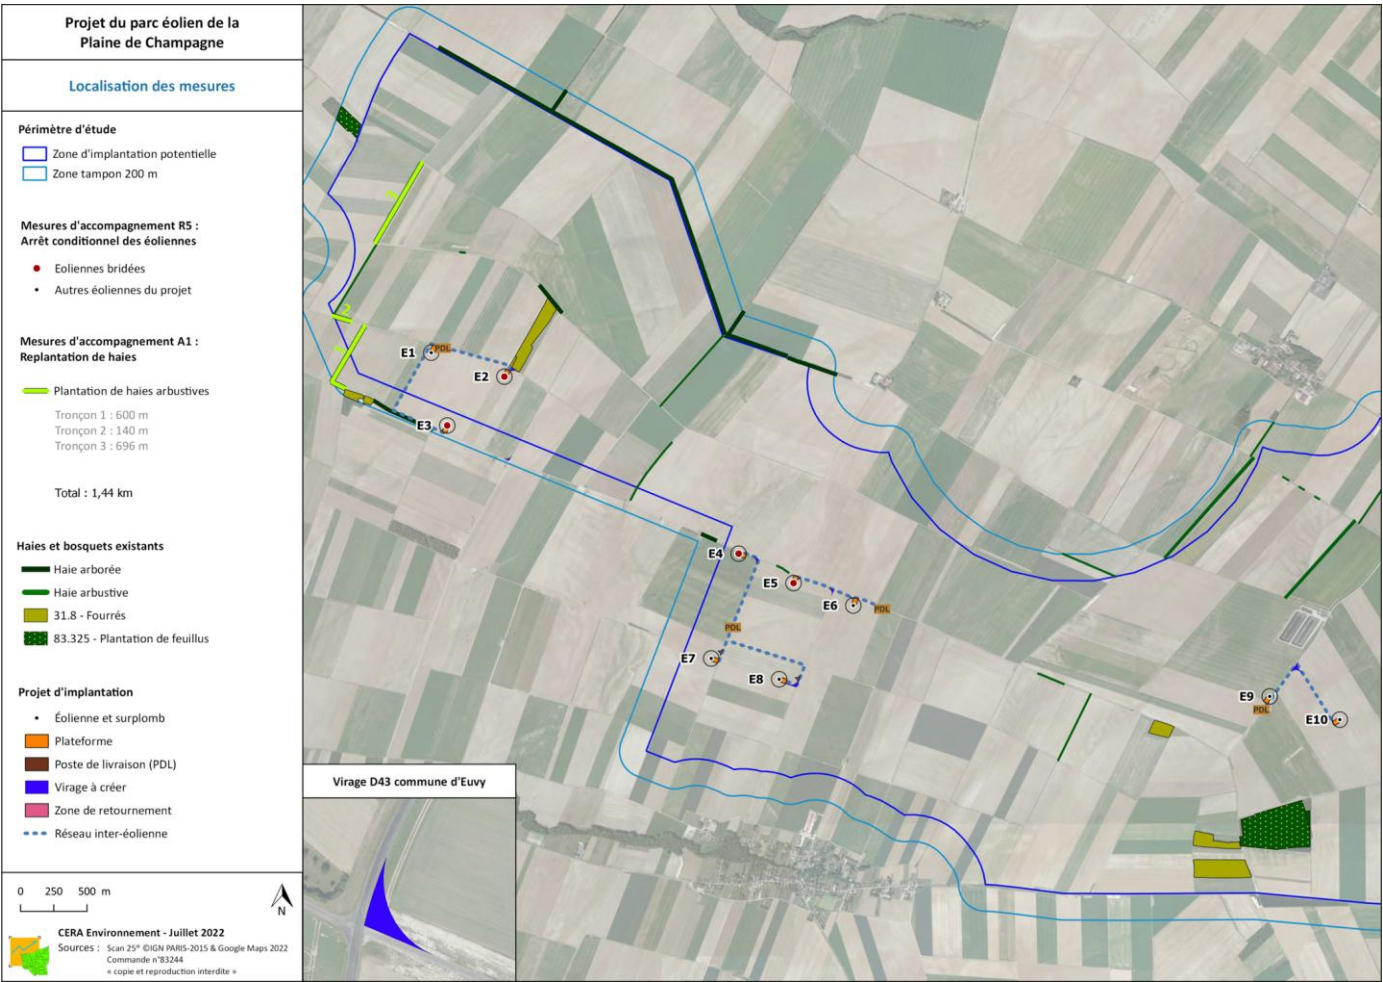 Projet du parc éolien de la
Plaine de Champagne
Localisation des mesures
Périmètre d'étude
Zone d'implantation potentielle
Zone tampon 200 m
Mesures d'accompagnement R5 :
Arrêt conditionnel des éoliennes
Eoliennes bridées
Autres éoliennes du projet
Mesures d'accompagnement A1 :
Replantation de haies
Plantation de haies arbustives
Tronçon 1 : 600 m
Tronçon 2 : 140 m
Tronçon 3 : 696 m
Total : 1,44 km
Haies et bosquets existants
Haie arborée
Haie arbustive
31.8 - Fourrés
83.325 - Plantation de feuillus
Projet d'implantation
Éolienne et surplomb
Plateforme
Poste de livraison (PDL)
Virage à créer
Zone de retournement
Réseau inter-éolienne
0 250 500 m
N
CERA Environnement - Juillet 2022
Sources : Scan 25® ©IGN PARIS-2015 & Google Maps 2022
Commande n°83244
« copie et reproduction interdite »
2
E1
PDL
E2
E3
E4
E5
E6
PDL
PDL
E7
E8
E9
PDL
E10
Virage D43 commune d'Euvy